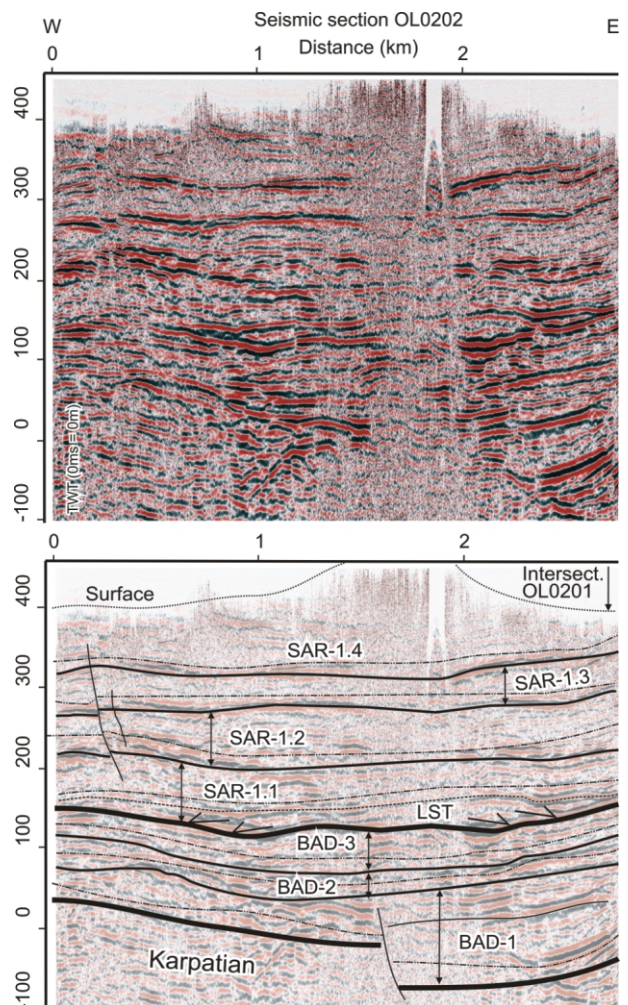 Seismic section OL0202
W
E
Distance (km)
0
1
2
400
300
200
100
0
-100
TWT (0ms = 0m)
0
1
2
Surface
Intersect.
OL0201
400
SAR-1.4
SAR-1.3
300
SAR-1.2
200
SAR-1.1
LST
100
BAD-3
BAD-2
0
BAD-1
Karpatian
-100